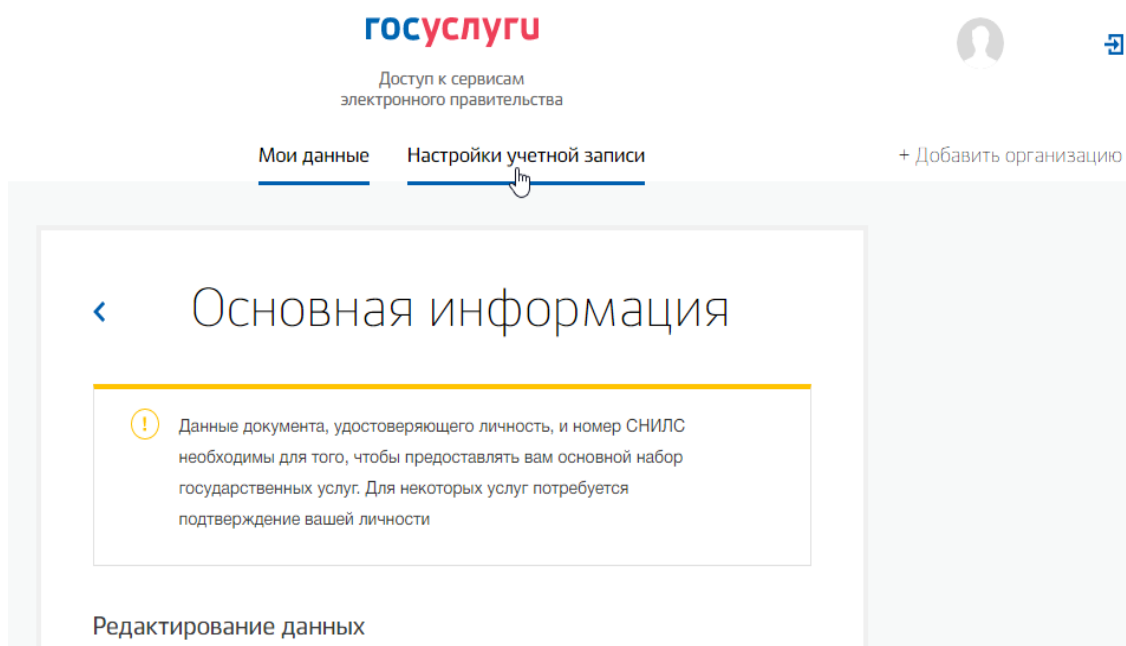 госуслуги
Доступ к сервисам
электронного правительства
Мои данные Настройки учетной записи + Добавить организацию
Основная информация
Данные документа, удостоверяющего личность, и номер СНИЛС
необходимы для того, чтобы предоставлять вам основной набор
государственных услуг. Для некоторых услуг потребуется
подтверждение вашей личности
Редактирование данных